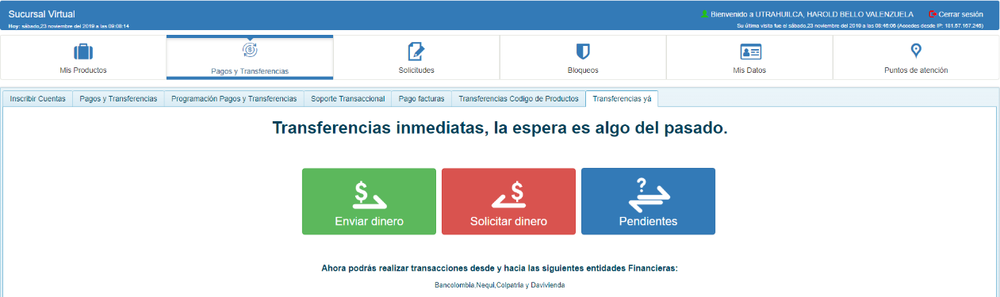 Sucursal Virtual
Bienvenido a UTRAHUILCA, HAROLD BELLO VALENZUELA Cerrar sesión
Hoy: sábado,23 noviembre del 2019 a las 09:08:14
Su última visita fue el sábado,23 noviembre del 2019 a las 08:46:06 (Accedes desde IP: 181.57.167.246)
Mis Productos
Pagos y Transferencias
Solicitudes
Bloqueos
Mis Datos
Puntos de atención
Inscribir Cuentas
Pagos y Transferencias
Programación Pagos y Transferencias
Soporte Transaccional
Pago facturas
Transferencias Codigo de Productos
Transferencias yá
Transferencias inmediatas, la espera es algo del pasado.
$
Enviar dinero
$
Solicitar dinero
?
Pendientes
Ahora podrás realizar transacciones desde y hacia las siguientes entidades Financieras:
Bancolombia,Nequi,Colpatria y Davivienda